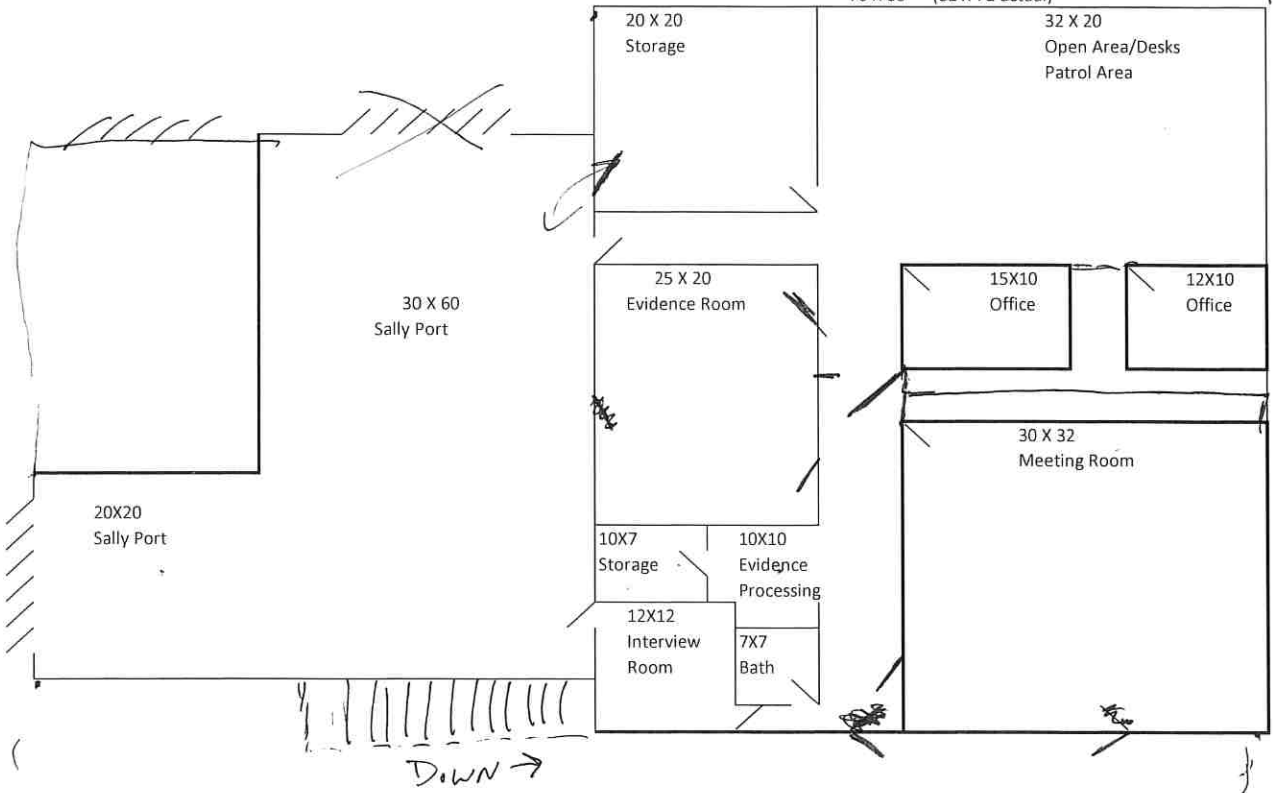 20 X 20
Storage
32 X 20
Open Area/Desks
Patrol Area
30 X 60
Sally Port
25 X 20
Evidence Room
15X10
Office
12X10
Office
30 X 32
Meeting Room
20X20
Sally Port
10X7
Storage
10X10
Evidence
Processing
12X12
Interview
Room
7X7
Bath
DOWN →